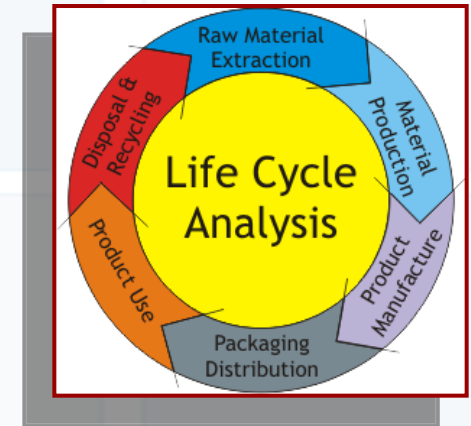 Life Cycle
Analysis
Raw Material
Extraction
Material
Production
Product
Manufacture
Packaging
Distribution
Product Use
Disposal &
Recycling